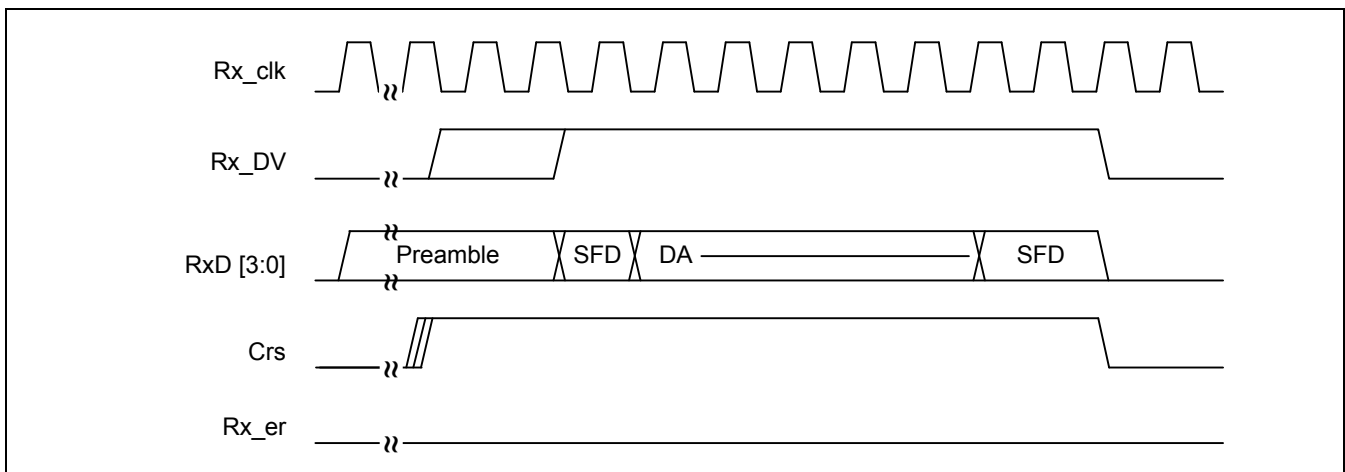 Rx_clk
Rx_DV
RxD [3:0] Preamble SFD DA SFD
Crs
Rx_er